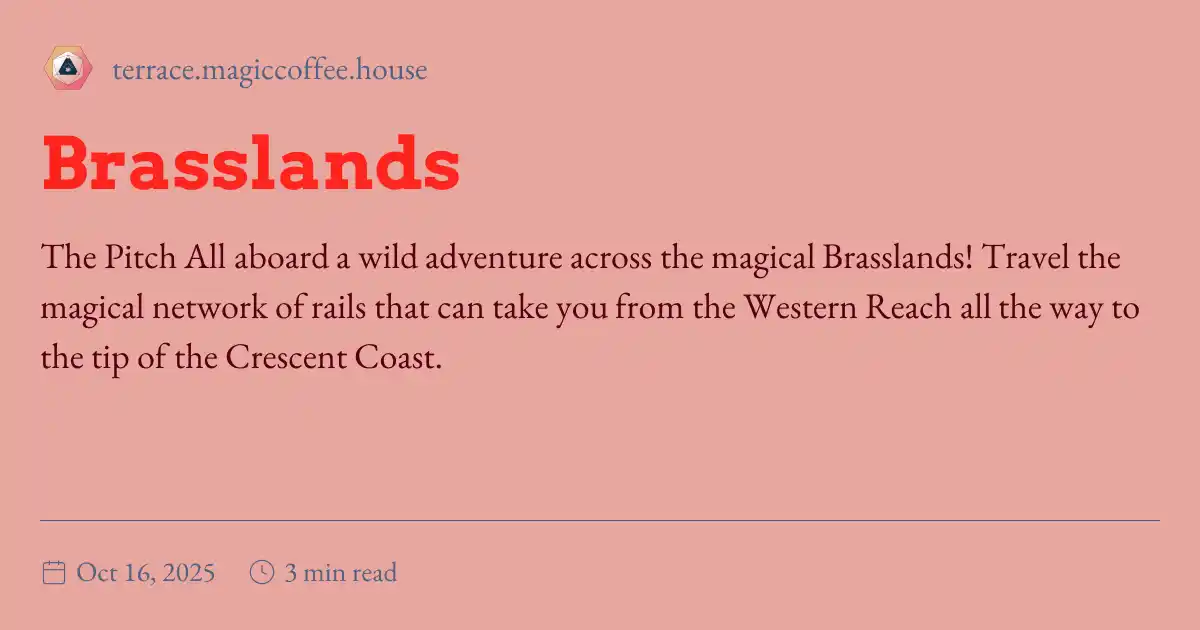 terrace.magiccoffee.house
Brasslands
The Pitch All aboard a wild adventure across the magical Brasslands! Travel the
magical network of rails that can take you from the Western Reach all the way to
the tip of the Crescent Coast.
Oct 16, 2025 3 min read